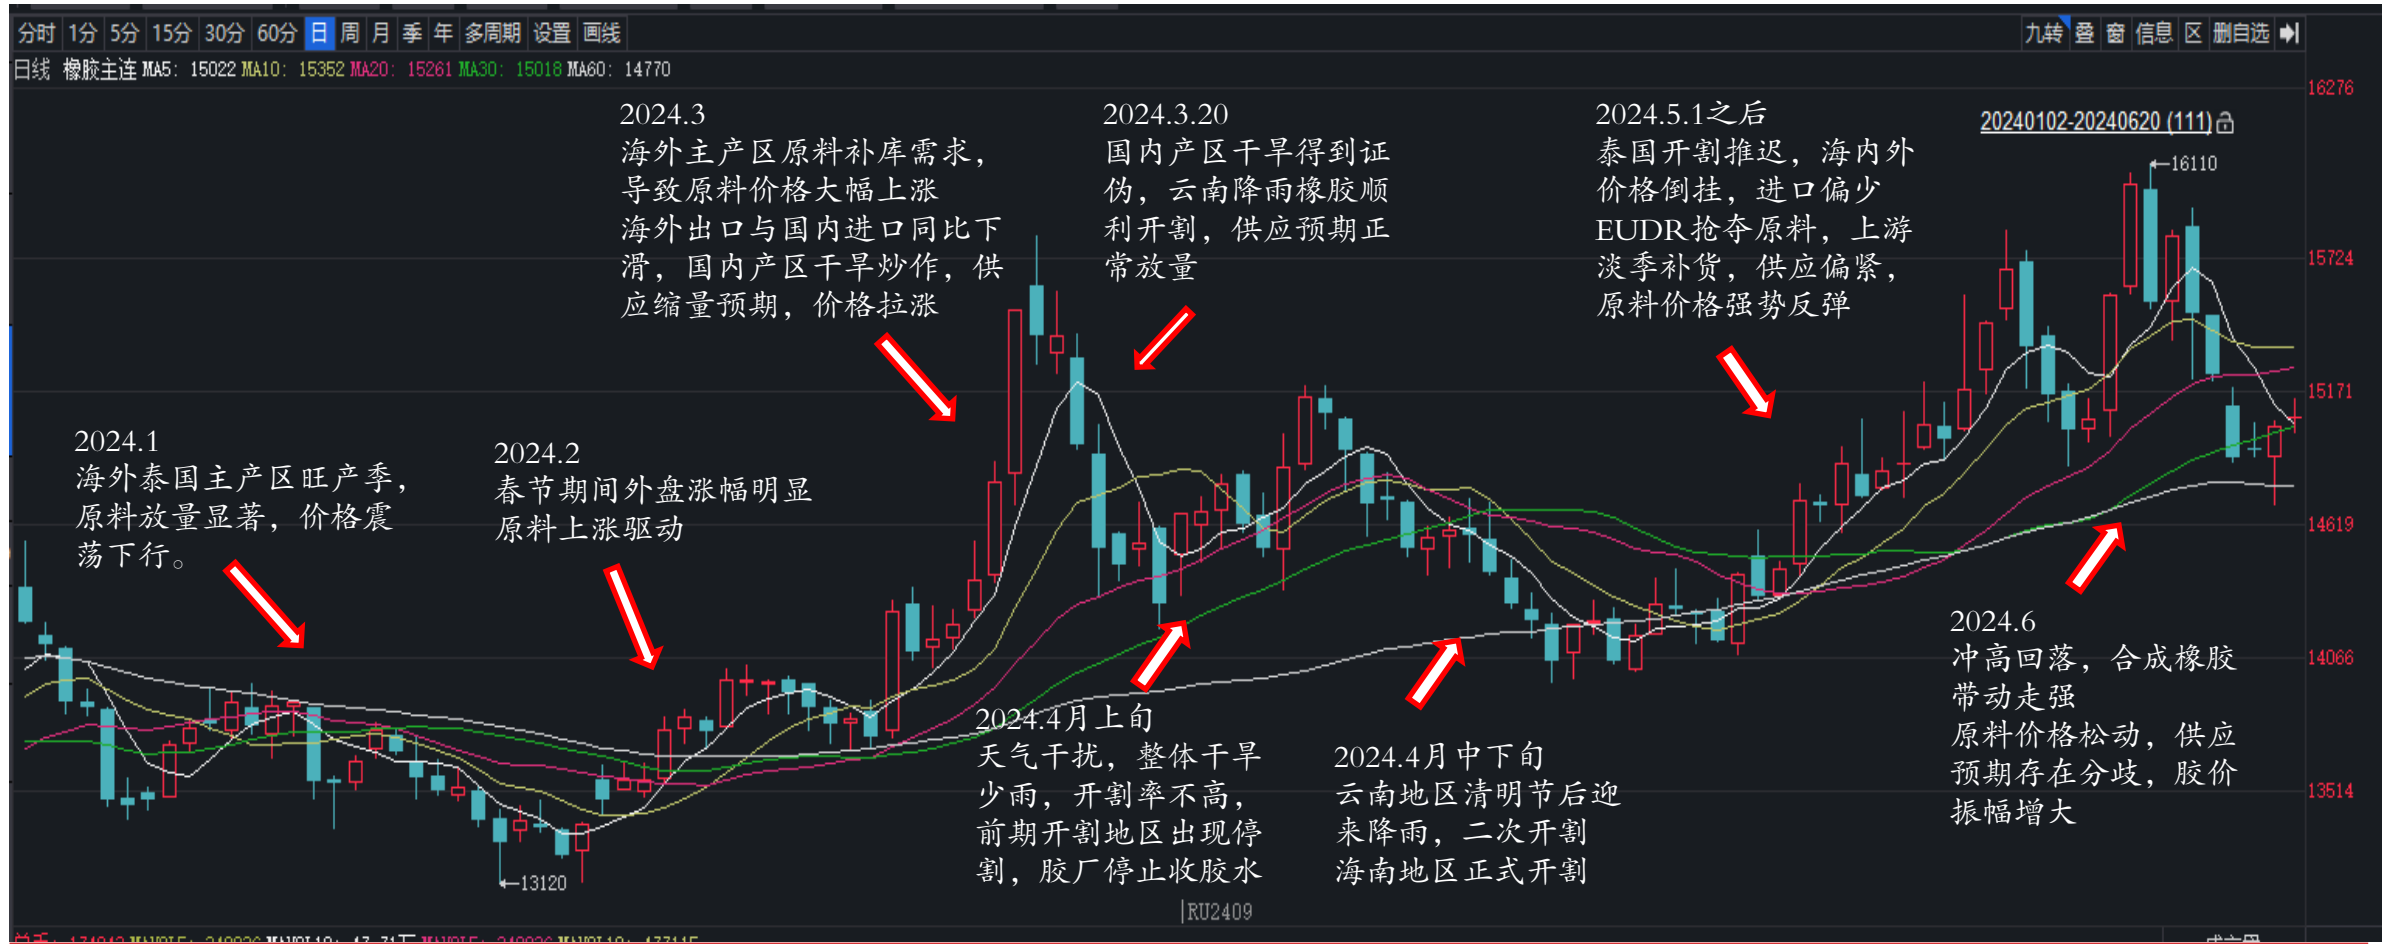 分时 1分 5分 15分 30分 60分 日 周 月 季 年 多周期 设置 画线
九转 叠 窗 信息 区 删自选
日线 橡胶主连 MA5: 15022 MA10: 15352 MA20: 15261 MA30: 15018 MA60: 14770
16276
15724
15171
14619
14066
13514
20240102-20240620 (111)
16110
2024.3
海外主产区原料补库需求,
导致原料价格大幅上涨
海外出口与国内进口同比下
滑，国内产区干旱炒作，供
应缩量预期，价格拉涨
2024.3.20
国内产区干旱得到证
伪，云南降雨橡胶顺
利开割，供应预期正
常放量
2024.5.1之后
泰国开割推迟，海内外
价格倒挂，进口偏少
EUDR抢夺原料，上游
淡季补货，供应偏紧，
原料价格强势反弹
2024.1
海外泰国主产区旺产季，
原料放量显著，价格震
荡下行。
2024.2
春节期间外盘涨幅明显
原料上涨驱动
2024.4月上旬
天气干扰，整体干旱
少雨，开割率不高，
前期开割地区出现停
割，胶厂停止收胶水
2024.4月中下旬
云南地区清明节后迎
来降雨，二次开割
海南地区正式开割
2024.6
冲高回落，合成橡胶
带动走强
原料价格松动，供应
预期存在分歧，胶价
振幅增大
13120
RU2409